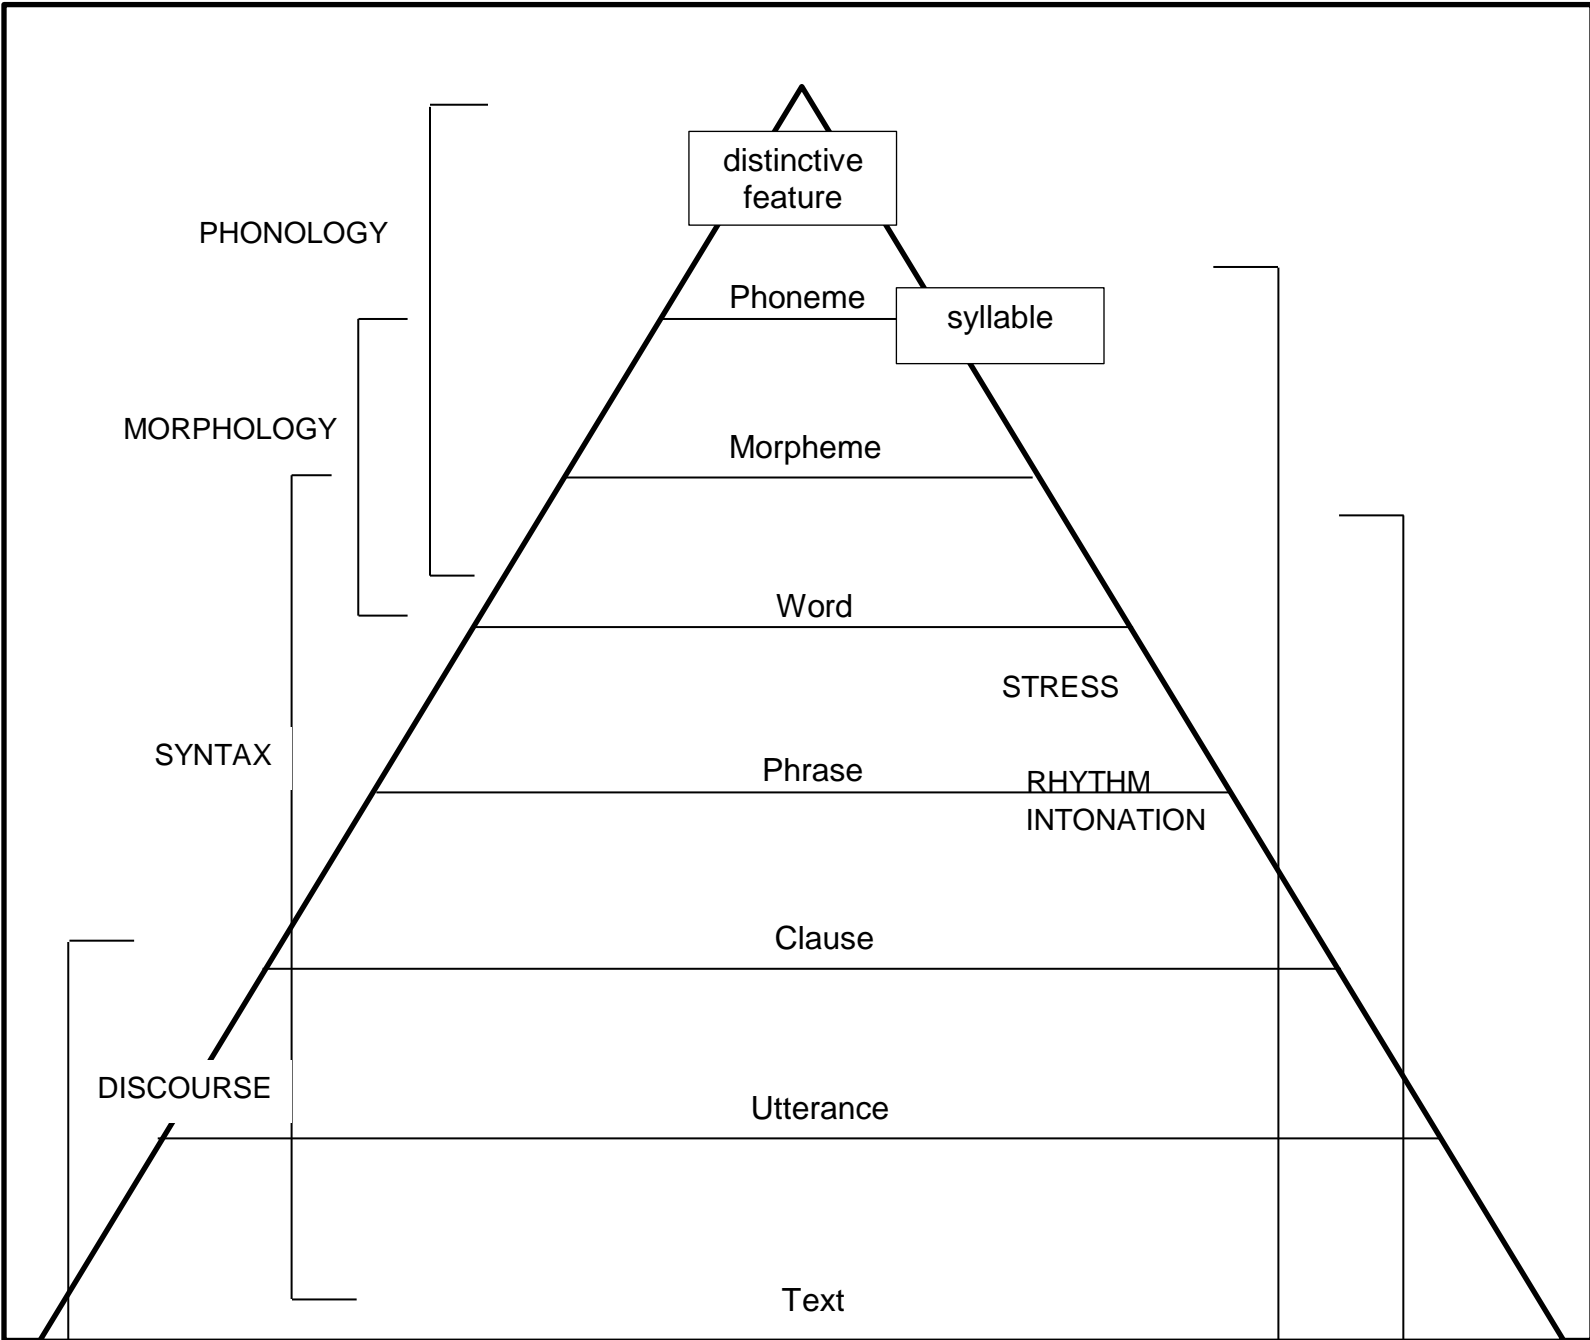 distinctive
feature
PHONOLOGY
Phoneme
syllable
MORPHOLOGY
Morpheme
Word
STRESS
SYNTAX
Phrase
RHYTHM
INTONATION
Clause
DISCOURSE
Utterance
Text